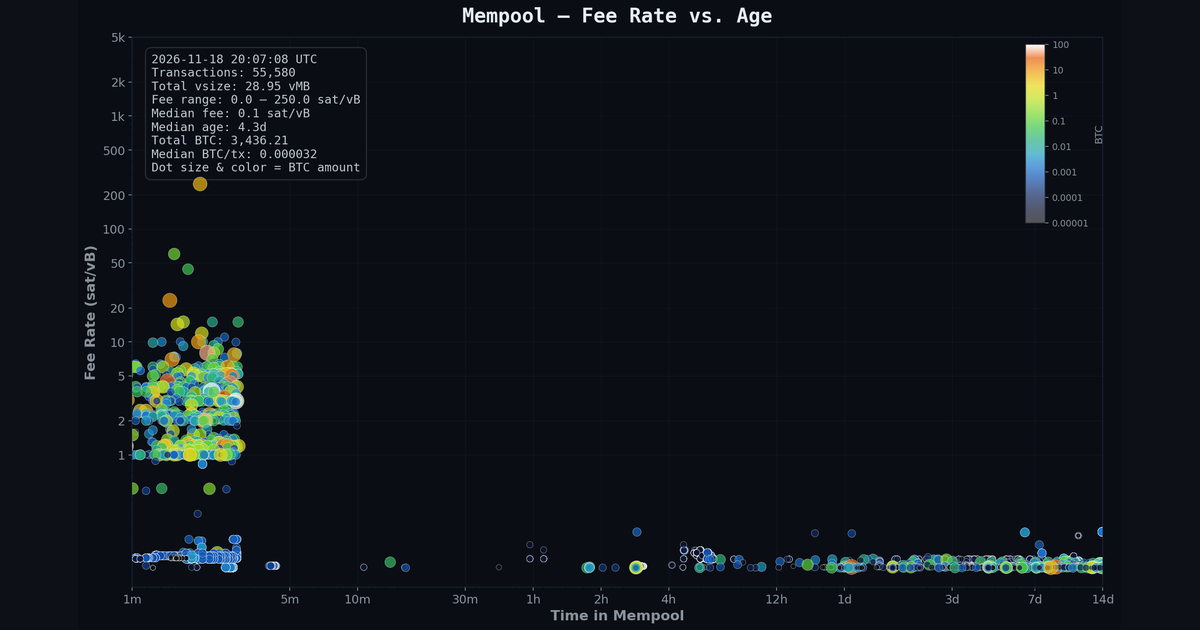 Mempool — Fee Rate vs. Age
2026-11-18 20:07:08 UTC
Transactions: 55,580
Total vsize: 28.95 vMB
Fee range: 0.0 — 250.0 sat/vB
Median fee: 0.1 sat/vB
Median age: 4.3d
Total BTC: 3,436.21
Median BTC/tx: 0.000032
Dot size & color = BTC amount
Fee Rate (sat/vB)
5k
2k
1k
500
200
100
50
20
10
5
2
1
100
10
1
0.1
0.01
0.001
0.0001
0.00001
BTC
1m
5m
10m
30m
1h
2h
4h
12h
1d
3d
7d
14d
Time in Mempool